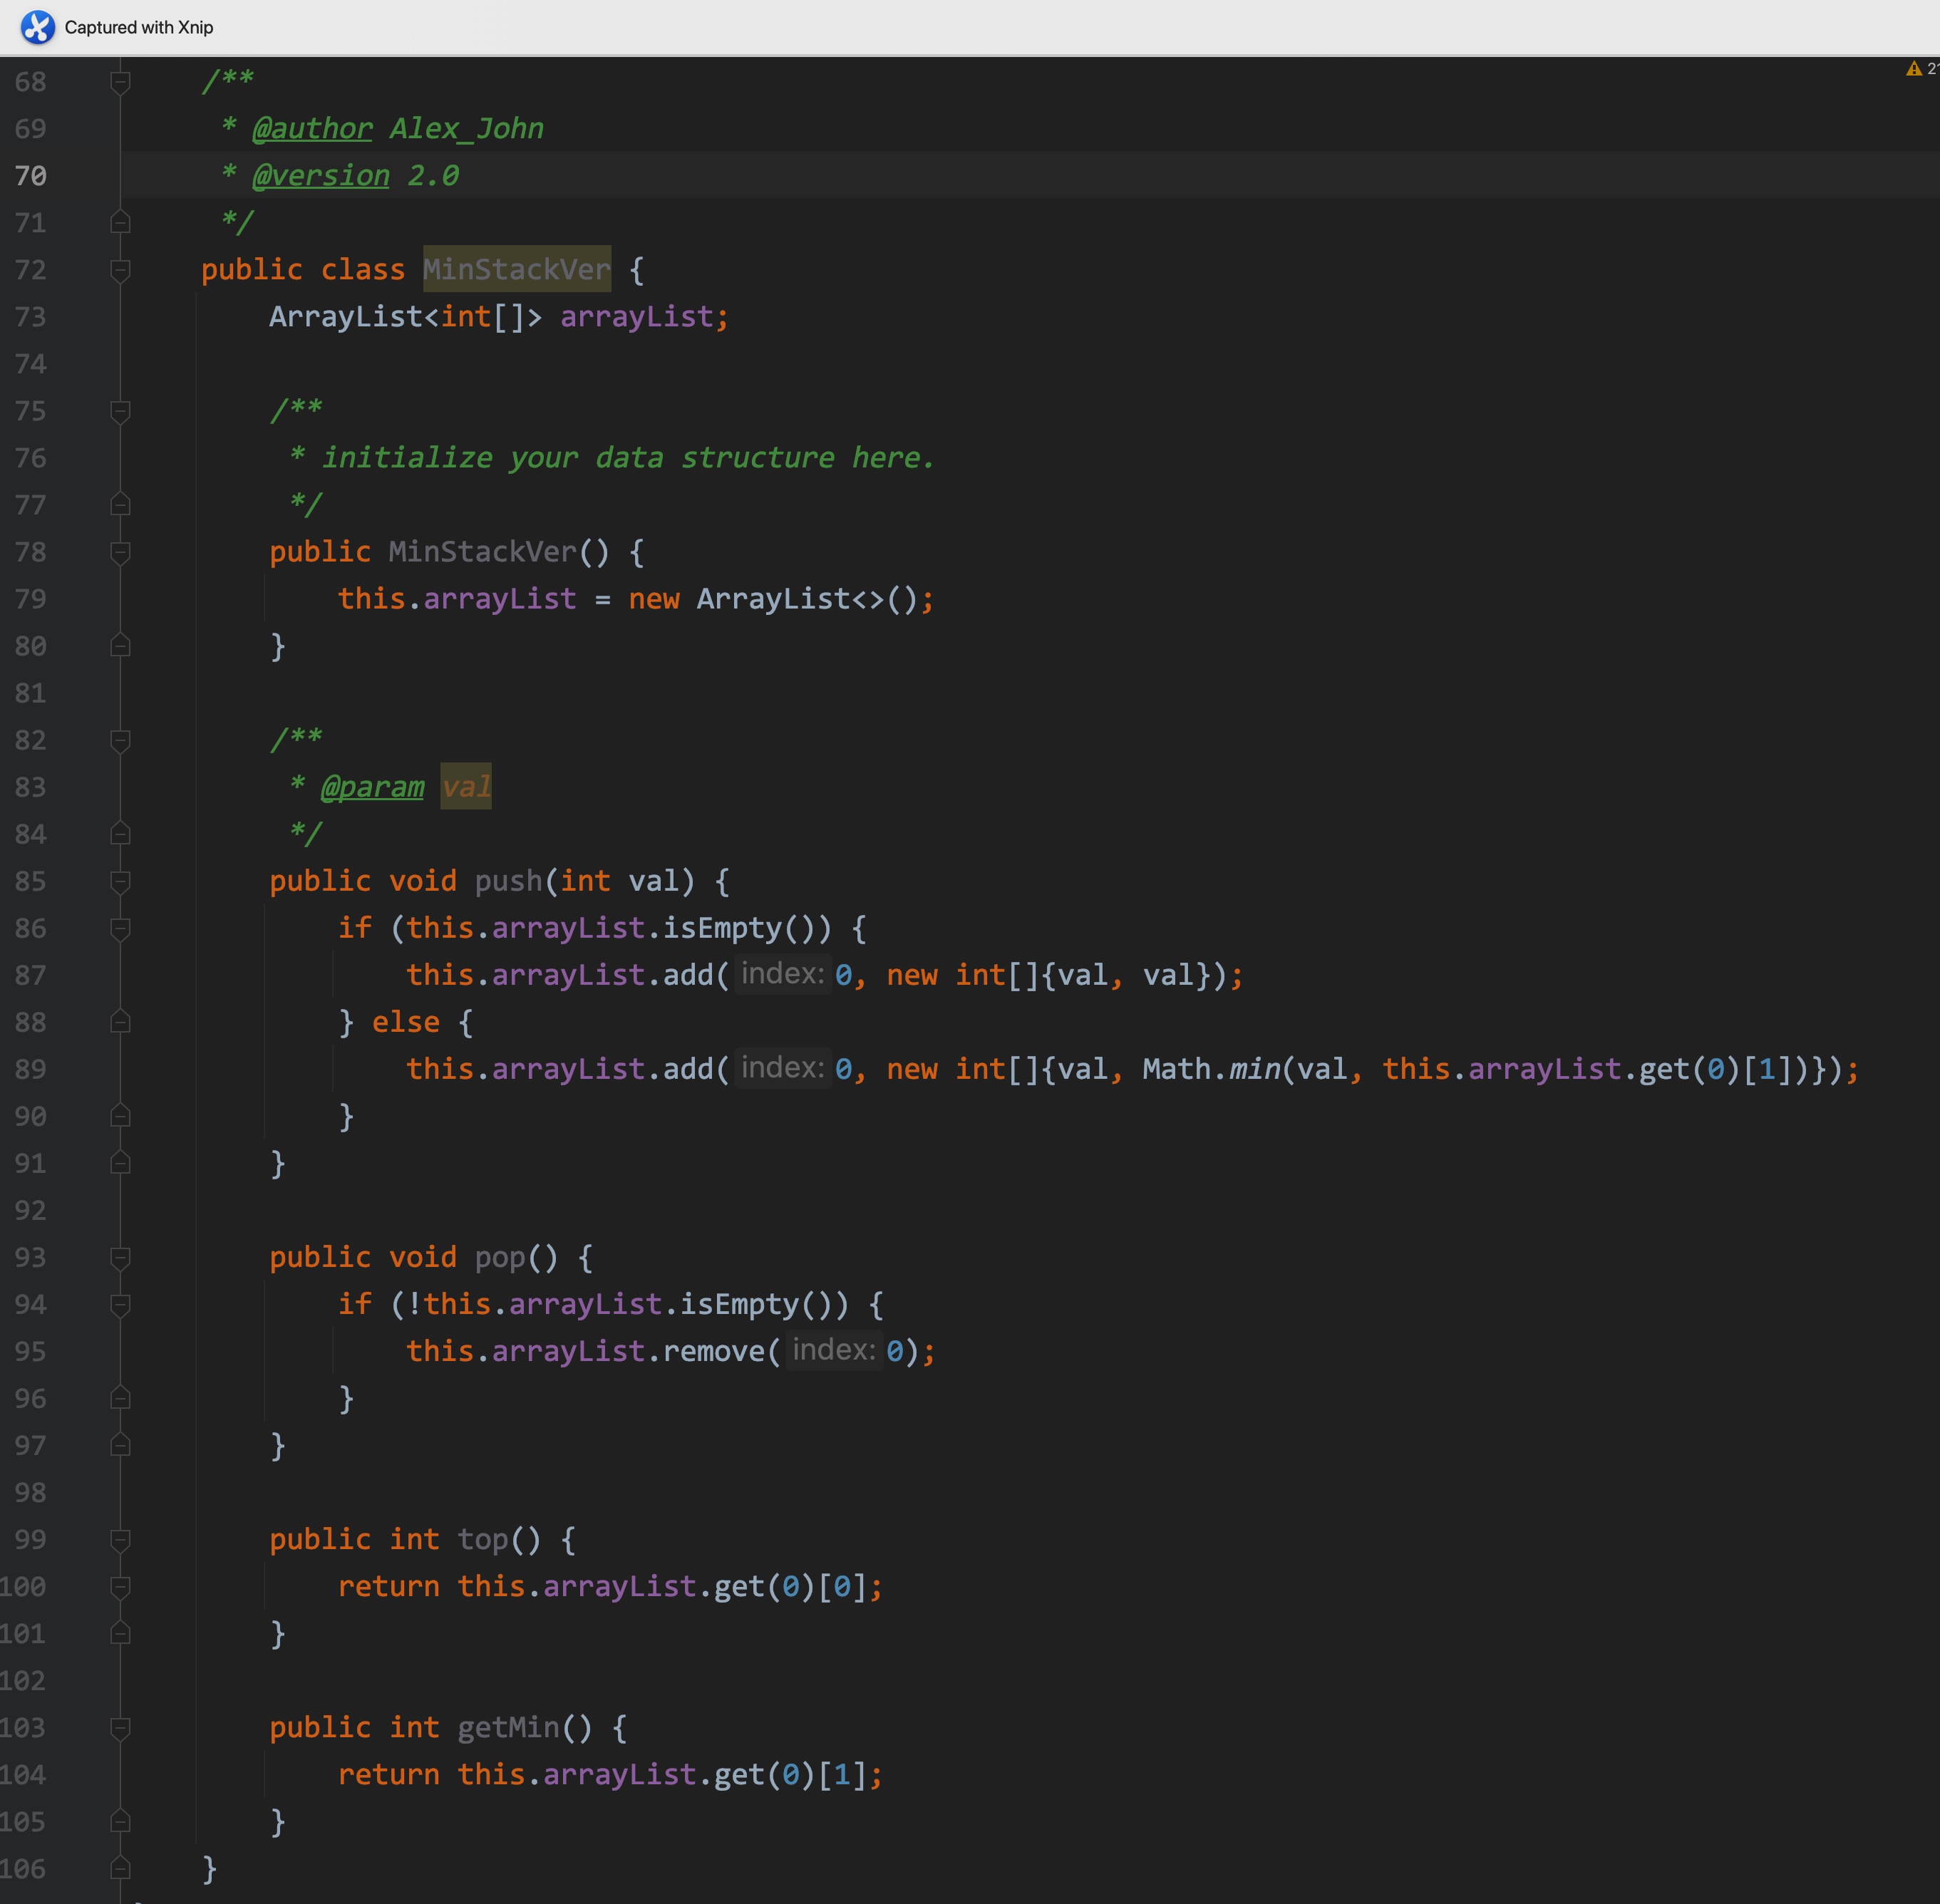 Captured with Xnip
21
68 /**
69 * @author Alex_John
70 * @version 2.0
71 */
72 public class MinStackVer {
73 ArrayList<int[]> arrayList;
74
75 /**
76 * initialize your data structure here.
77 */
78 public MinStackVer() {
79 this.arrayList = new ArrayList<>();
80 }
81
82 /**
83 * @param val
84 */
85 public void push(int val) {
86 if (this.arrayList.isEmpty()) {
87 this.arrayList.add( index: 0, new int[]{val, val});
88 } else {
89 this.arrayList.add( index: 0, new int[]{val, Math.min(val, this.arrayList.get(0)[1])});
90 }
91 }
92
93 public void pop() {
94 if (!this.arrayList.isEmpty()) {
95 this.arrayList.remove( index: 0);
96 }
97 }
98
99 public int top() {
100 return this.arrayList.get(0)[0];
101 }
102
103 public int getMin() {
104 return this.arrayList.get(0)[1];
105 }
106 }